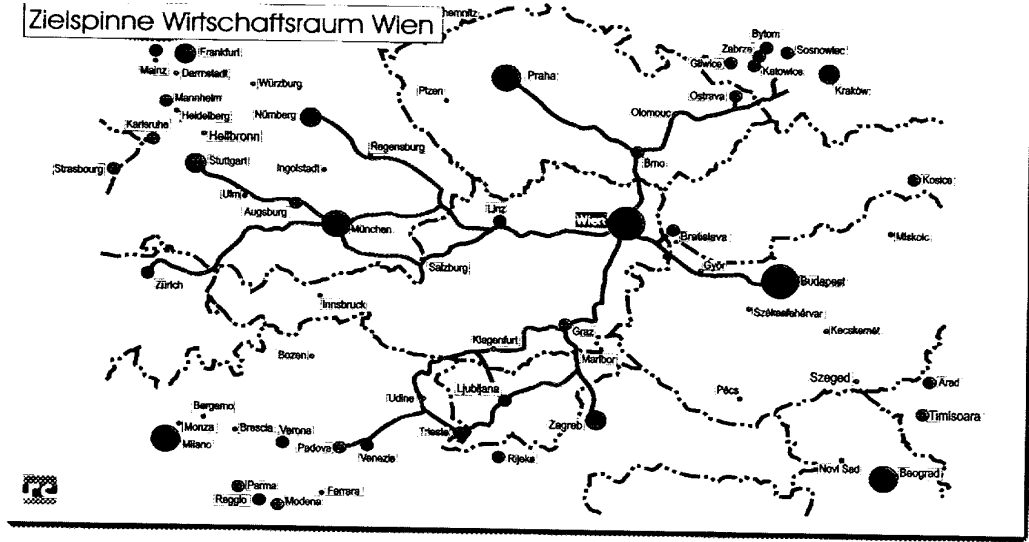 Zielspinne Wirtschaftsraum Wien
hemnitz
Frankfurt
Mainz
Darmstadt
Würzburg
Mannheim
Heidelberg
Karlsruhe
Heilbronn
Nürnberg
Strasbourg
Stuttgart
Ingolstadt
Regensburg
Ulm
Augsburg
München
Zürich
Plzen
Praha
Bytom
Zabrze
Sosnowiec
Gliwice
Katowice
Kraków
Ostrava
Olomouc
Brno
Kosice
Linz
Wien
Bratislava
Miskolc
Salzburg
Györ
Budapest
Innsbruck
Székesfehérvar
Kecskemét
Klagenfurt
Graz
Bozen
Maribor
Ljubljana
Pécs
Szeged
Arad
Udine
Bergamo
Monza
Milano
Brescia
Verona
Padova
Venezia
Trieste
Zagreb
Rijeka
Timisoara
Novi Sad
Beograd
Parma
Reggio
Modena
Ferrara